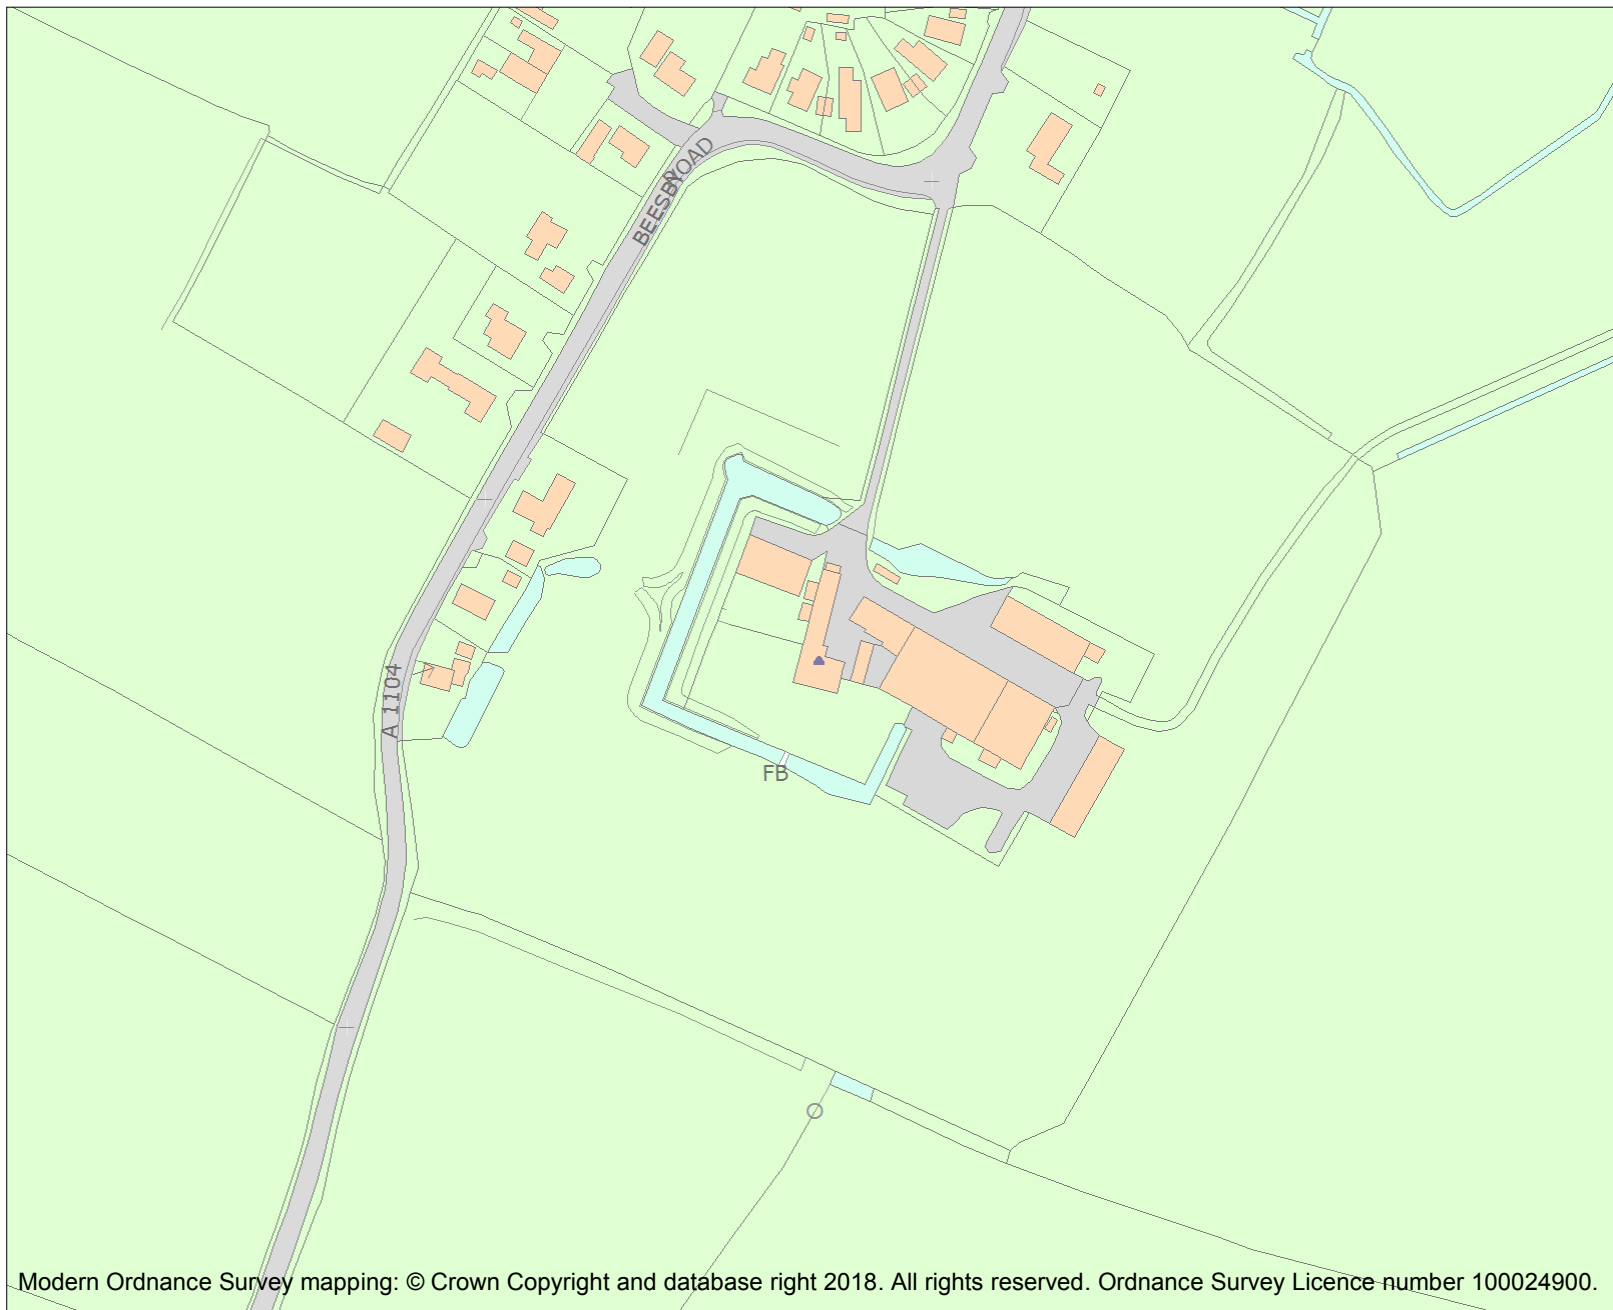 BEESBY ROAD
A 1104
FB
Modern Ordnance Survey mapping: © Crown Copyright and database right 2018. All rights reserved. Ordnance Survey Licence number 100024900.